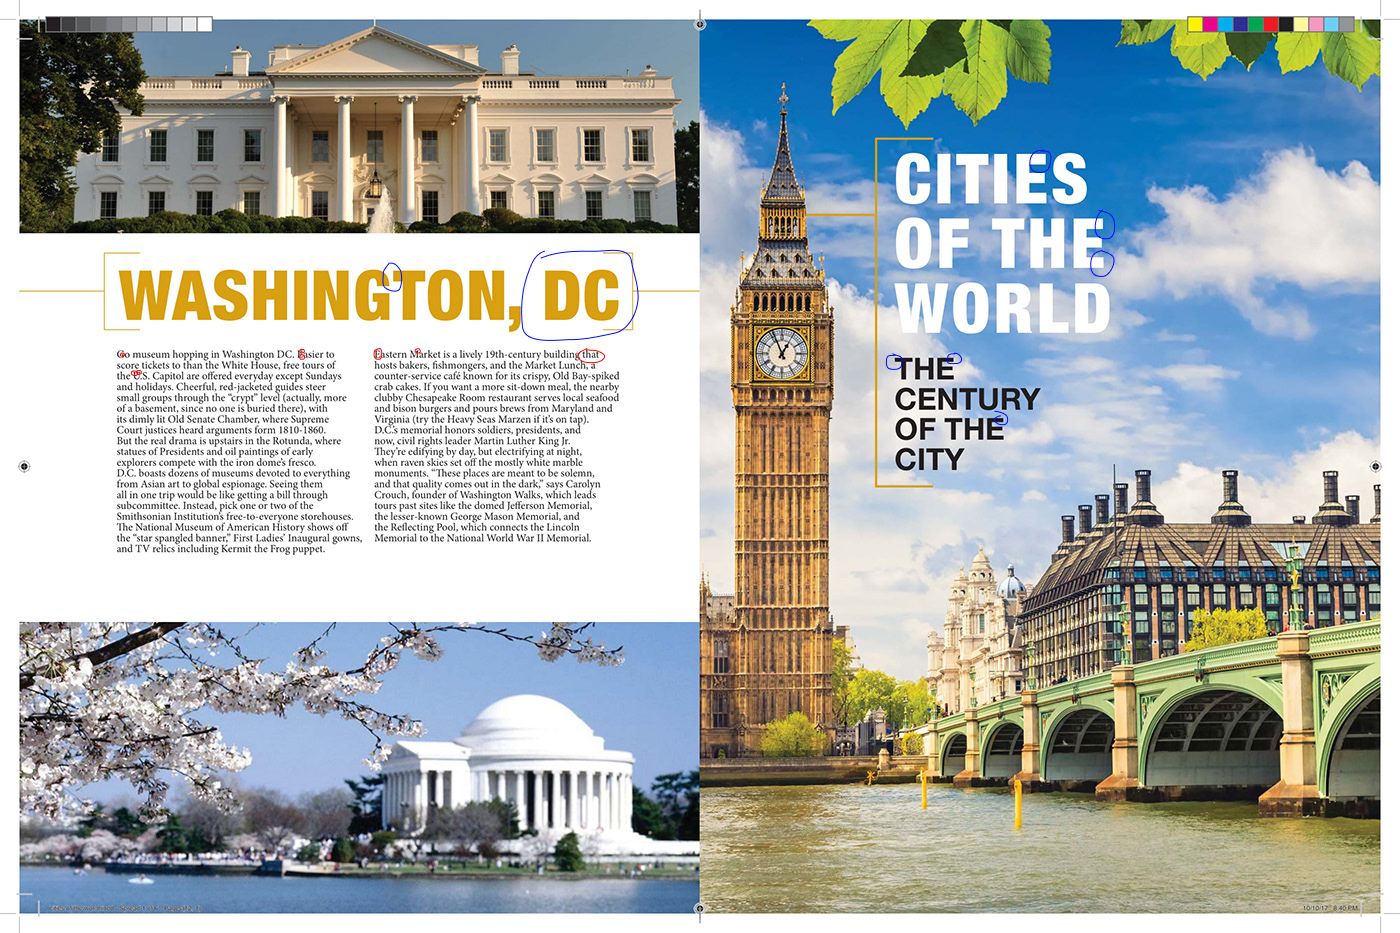 WASHINGTON, DC
Go museum hopping in Washington DC. Easier to
score tickets to than the White House, free tours of
the U.S. Capitol are offered everyday except Sundays
and holidays. Cheerful, red-jacketed guides steer
small groups through the “crypt” level (actually, more
of a basement, since no one is buried there), with
its dimly lit Old Senate Chamber, where Supreme
Court justices heard arguments form 1810-1860.
But the real drama is upstairs in the Rotunda, where
statues of Presidents and oil paintings of early
explorers compete with the iron dome’s fresco.
D.C. boasts dozens of museums devoted to everything
from Asian art to global espionage. Seeing them
all in one trip would be like getting a bill through
subcommittee. Instead, pick one or two of the
Smithsonian Institution’s free-to-everyone storehouses.
The National Museum of American History shows off
the “star spangled banner,” First Ladies’ Inaugural gowns,
and TV relics including Kermit the Frog puppet.
Eastern Market is a lively 19th-century building that
hosts bakers, fishmongers, and the Market Lunch, a
counter-service café known for its crispy, Old Bay-spiked
crab cakes. If you want a more sit-down meal, the nearby
clubby Chesapeake Room restaurant serves local seafood
and bison burgers and pours brews from Maryland and
Virginia (try the Heavy Seas Marzen if it’s on tap).
D.C.’s memorial honors soldiers, presidents, and
now, civil rights leader Martin Luther King Jr.
They’re edifying by day, but electrifying at night,
when raven skies set off the mostly white marble
monuments. “These places are meant to be solemn,
and that quality comes out in the dark,” says Carolyn
Crouch, founder of Washington Walks, which leads
tours past sites like the domed Jefferson Memorial,
the lesser-known George Mason Memorial, and
the Reflecting Pool, which connects the Lincoln
Memorial to the National World War II Memorial.
CITIES
OF THE
WORLD
THE
CENTURY
OF THE
CITY
10/10/17 8:40 PM